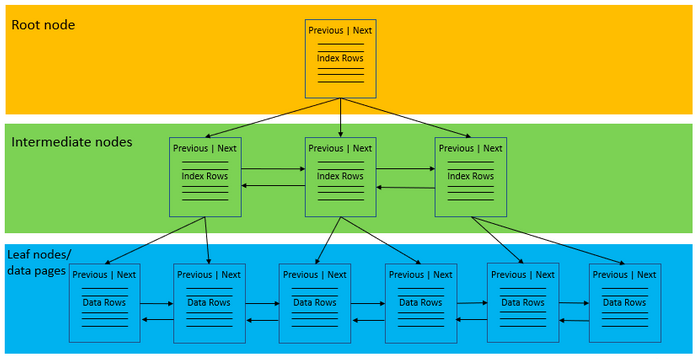 Root node
Previous | Next
Index Rows
Intermediate nodes
Previous | Next
Index Rows
Previous | Next
Index Rows
Previous | Next
Index Rows
Leaf nodes/
data pages
Previous | Next
Data Rows
Previous | Next
Data Rows
Previous | Next
Data Rows
Previous | Next
Data Rows
Previous | Next
Data Rows
Previous | Next
Data Rows